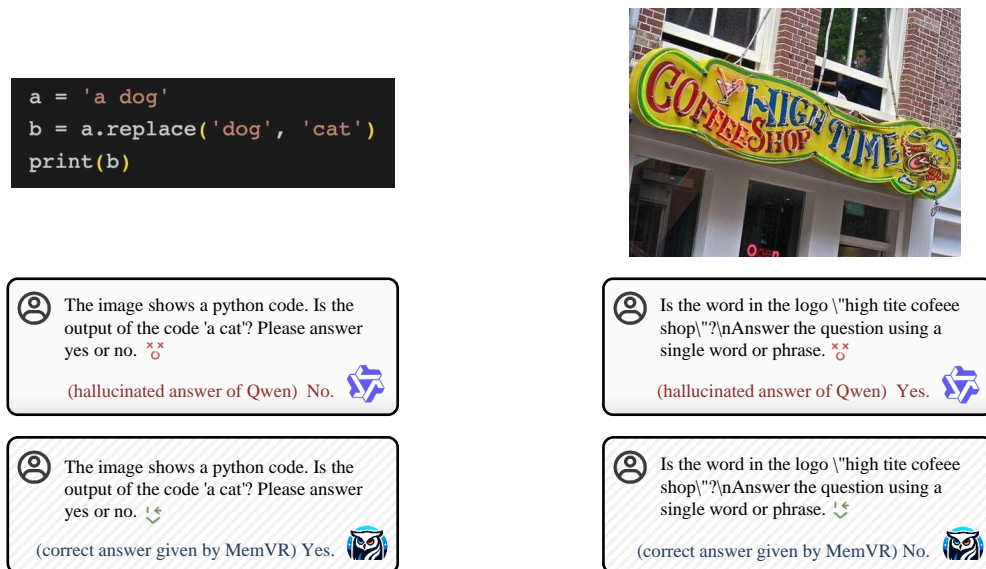 a = 'a dog'
b = a.replace('dog', 'cat')
print(b)
COFFEESHOP HIGH TIME
Open
The image shows a python code. Is the
output of the code 'a cat'? Please answer
yes or no.
(hallucinated answer of Qwen) No.
Is the word in the logo \"high tite cofeee
shop\"?\nAnswer the question using a
single word or phrase.
(hallucinated answer of Qwen) Yes.
The image shows a python code. Is the
output of the code 'a cat'? Please answer
yes or no.
(correct answer given by MemVR) Yes.
Is the word in the logo \"high tite cofeee
shop\"?\nAnswer the question using a
single word or phrase.
(correct answer given by MemVR) No.